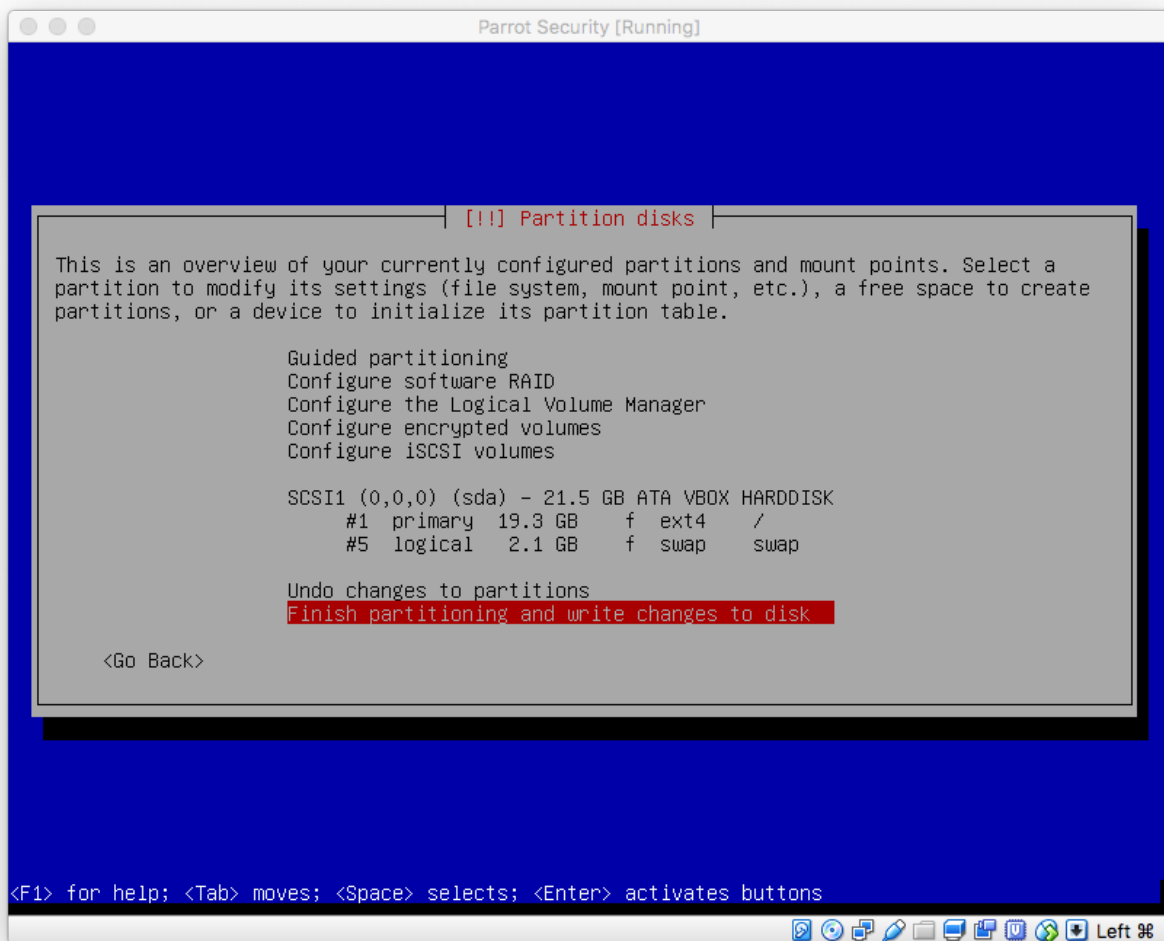 Parrot Security [Running]
[!!] Partition disks
This is an overview of your currently configured partitions and mount points. Select a
partition to modify its settings (file system, mount point, etc.), a free space to create
partitions, or a device to initialize its partition table.
Guided partitioning
Configure software RAID
Configure the Logical Volume Manager
Configure encrypted volumes
Configure iSCSI volumes
SCSI1 (0,0,0) (sda) - 21.5 GB ATA VBOX HARDDISK
#1 primary 19.3 GB f ext4 /
#5 logical 2.1 GB f swap swap
Undo changes to partitions
Finish partitioning and write changes to disk
<Go Back>
<F1> for help; <Tab> moves; <Space> selects; <Enter> activates buttons
Left ⌘